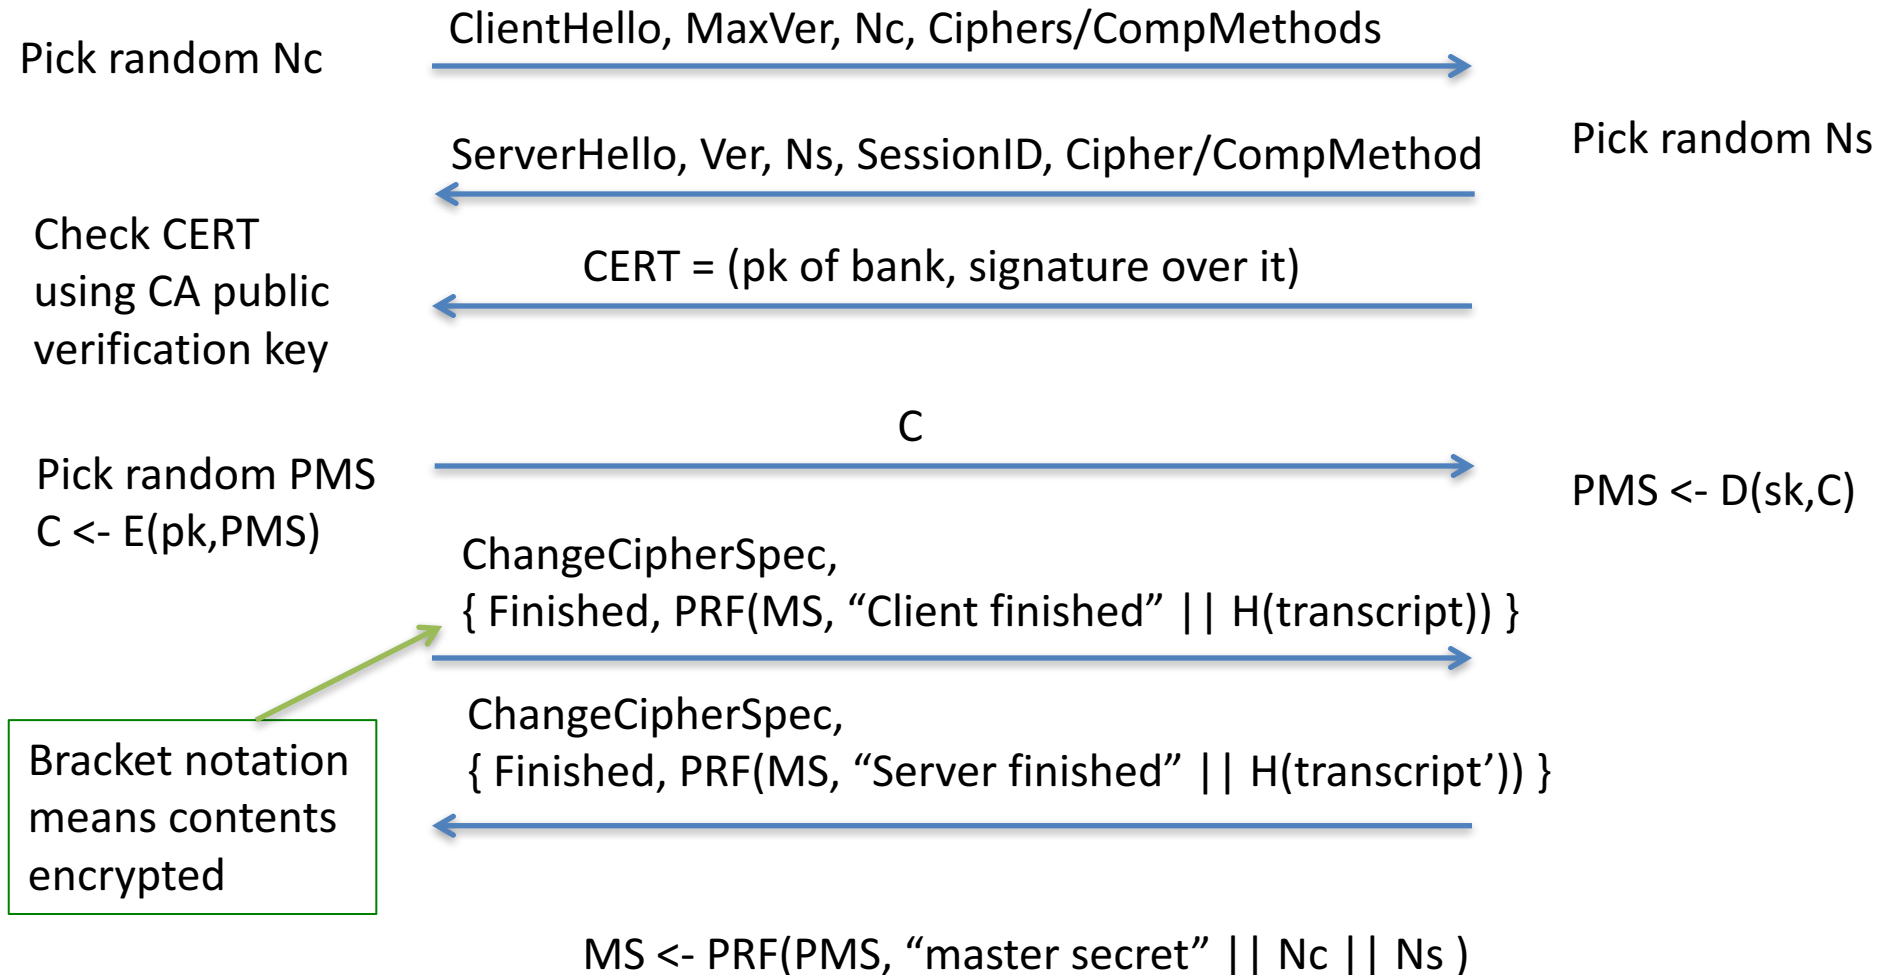 Pick random Nc
ClientHello, MaxVer, Nc, Ciphers/CompMethods
Pick random Ns
ServerHello, Ver, Ns, SessionID, Cipher/CompMethod
Check CERT
using CA public
verification key
CERT = (pk of bank, signature over it)
C
Pick random PMS
C <- E(pk,PMS)
PMS <- D(sk,C)
ChangeCipherSpec,
{ Finished, PRF(MS, “Client finished” || H(transcript)) }
ChangeCipherSpec,
{ Finished, PRF(MS, “Server finished” || H(transcript’)) }
Bracket notation
means contents
encrypted
MS <- PRF(PMS, “master secret” || Nc || Ns )